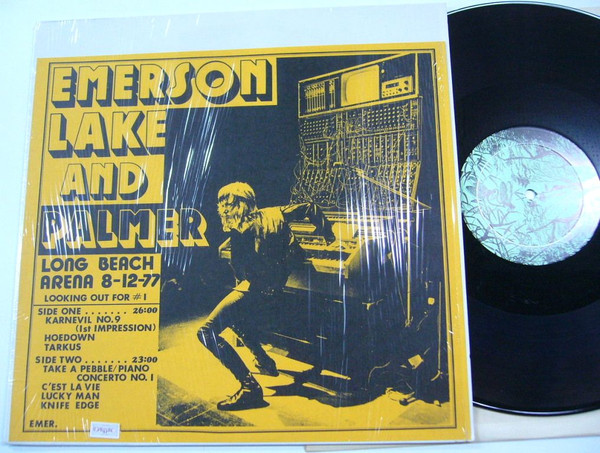 EMERSON
LAKE
AND
PALMER
LONG BEACH
ARENA 8-12-77
LOOKING OUT FOR #1
SIDE ONE ....... 26:00
KARNEVIL NO.9
(1st IMPRESSION)
HOEDOWN
TARKUS
SIDE TWO ....... 23:00
TAKE A PEBBLE/PIANO
CONCERTO NO.1
C'EST LA VIE
LUCKY MAN
KNIFE EDGE
EMER.